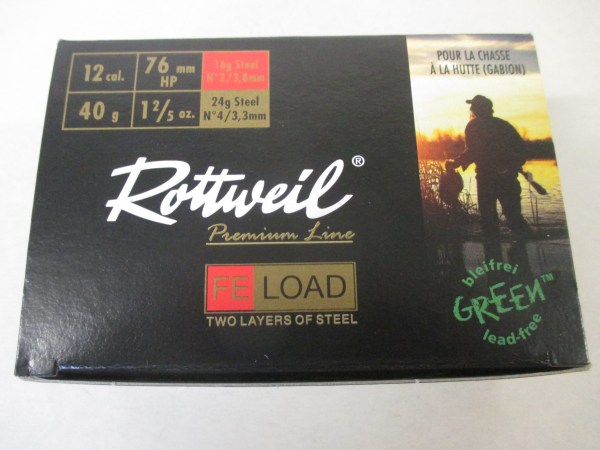 12 cal.
76 mm
HP
16g Steel
N°2/3,8mm
40 g
1 2/5 oz.
24g Steel
N°4/3,3mm
POUR LA CHASSE
À LA HUTTE (GABION)
Rottweil®
Premium Line
FE LOAD
TWO LAYERS OF STEEL
bleifrei
GREEN™
lead-free